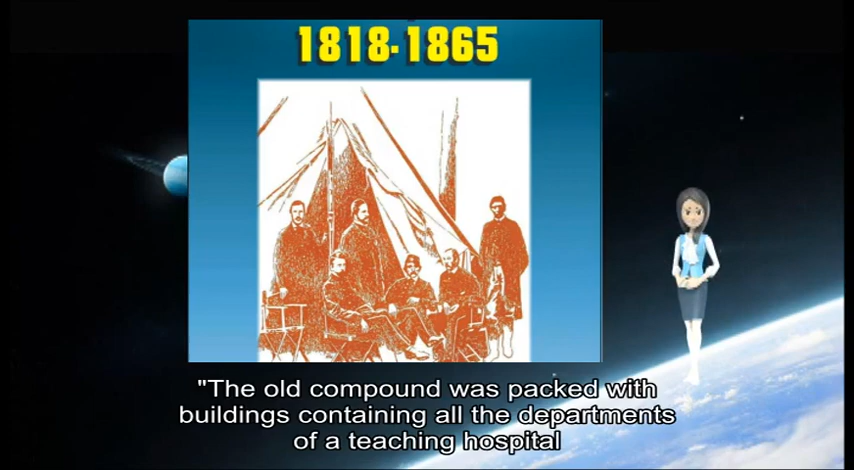 1818-1865
"The old compound was packed with
buildings containing all the departments
of a teaching hospital